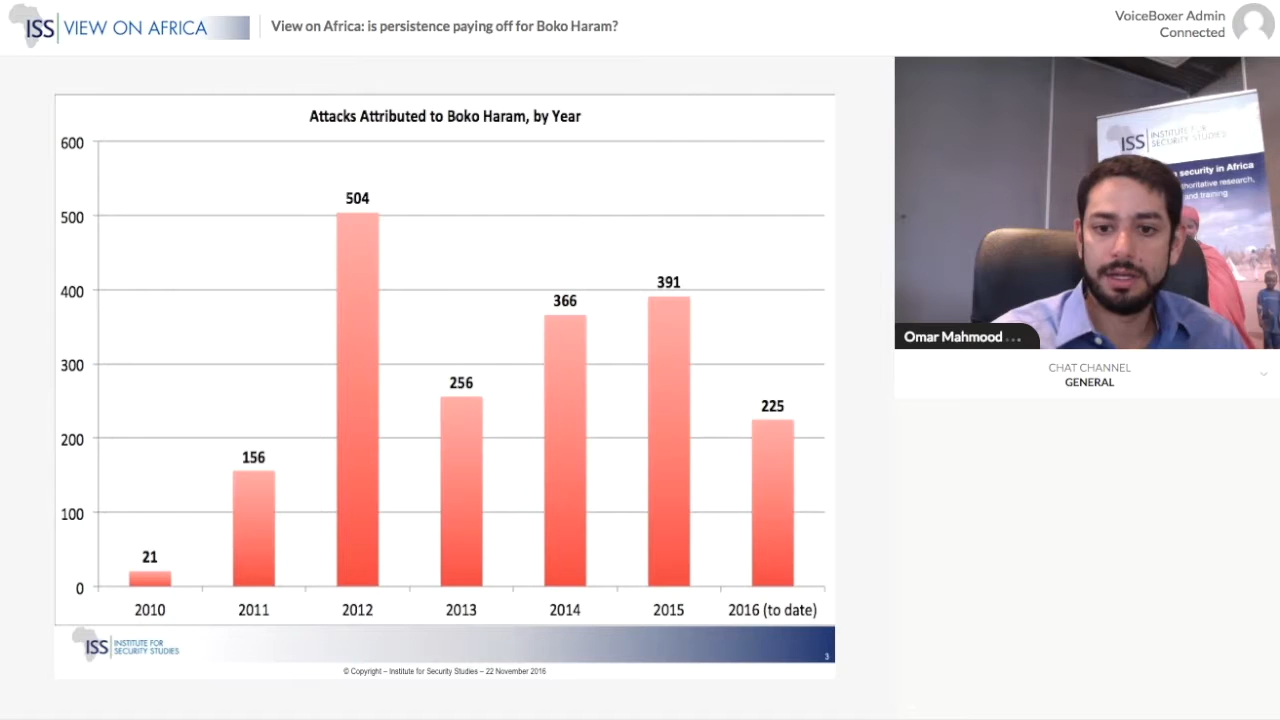 ISS VIEW ON AFRICA
View on Africa: is persistence paying off for Boko Haram?
VoiceBoxer Admin
Connected
Attacks Attributed to Boko Haram, by Year
600
500
400
300
200
100
0
21
156
504
256
366
391
225
2010 2011 2012 2013 2014 2015 2016 (to date)
ISS INSTITUTE FOR
SECURITY STUDIES
3
© Copyright – Institute for Security Studies – 22 November 2016
ISS INSTITUTE FOR
SECURITY STUDIES
security in Africa
thoritative research,
and training
Omar Mahmood ...
CHAT CHANNEL
GENERAL